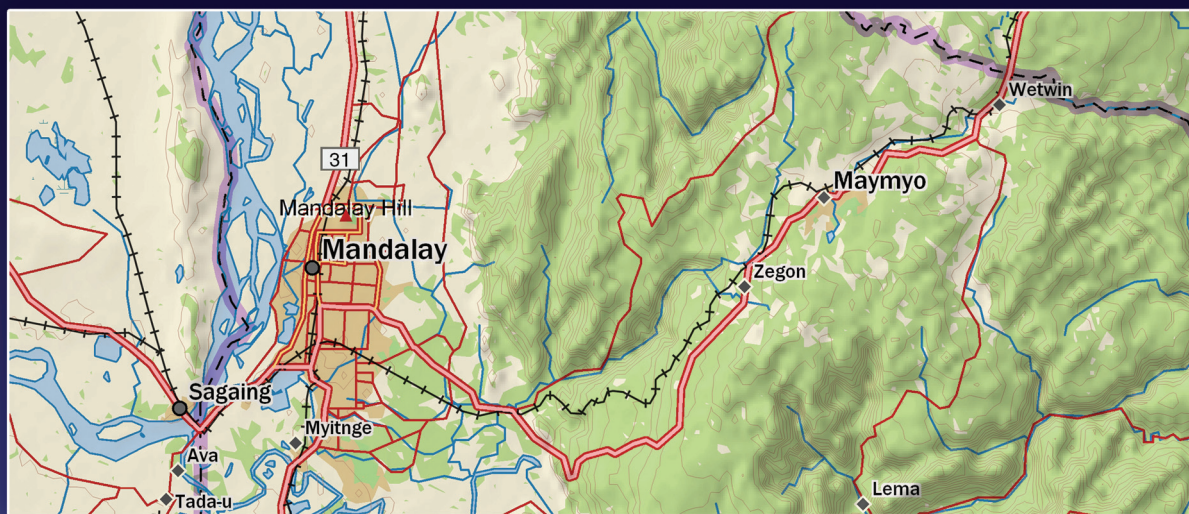 Wetwin
31
Maymyo
Mandalay Hill
Mandalay
Zegon
Sagaing
Myitnge
Ava
Lema
Tada-u